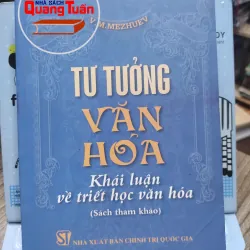 NHÀ SÁCH
Quang Tuấn
V.M.MEZHUEV
TƯ TƯỞNG
VĂN
HÓA
Khái luận
về triết học văn hóa
(Sách tham khảo)
NHÀ XUẤT BẢN CHÍNH TRỊ QUỐC GIA